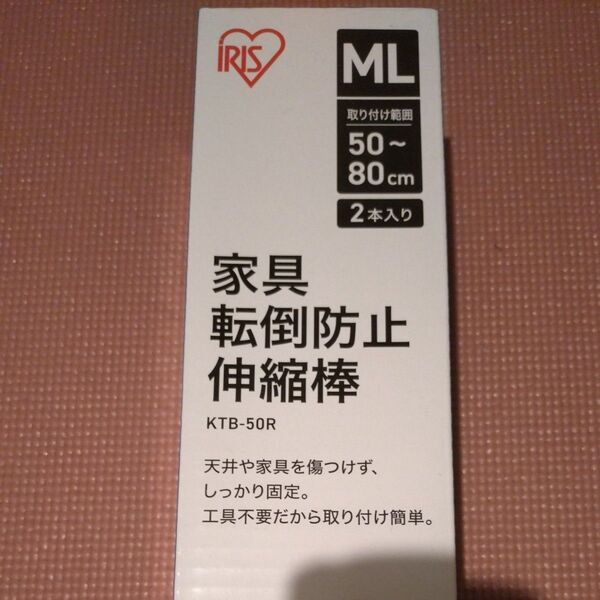 IRIS
ML
取り付け範囲
50～
80cm
2本入り
家具
転倒防止
伸縮棒
KTB-50R
天井や家具を傷つけず、
しっかり固定。
工具不要だから取り付け簡単。